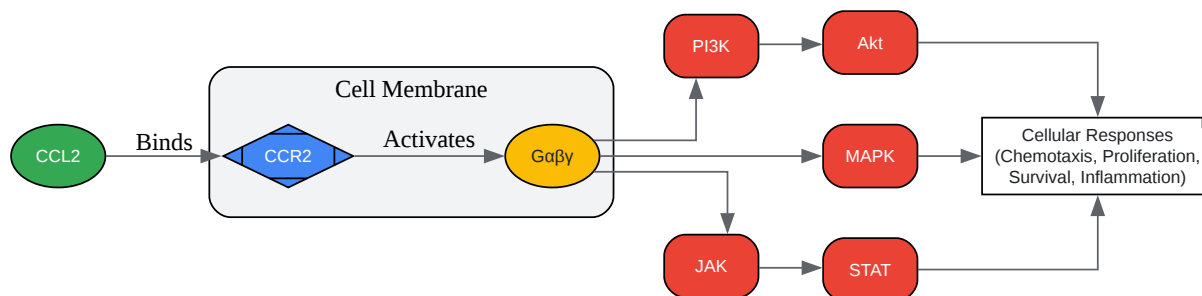 PI3K
Akt
Cell Membrane
CCL2
Binds
CCR2
Activates
Gαβγ
MAPK
Cellular Responses
(Chemotaxis, Proliferation,
Survival, Inflammation)
JAK
STAT